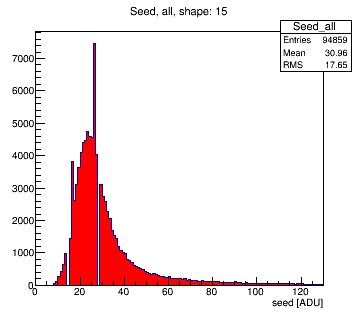 Seed, all, shape: 15
Seed_all
Entries 94859
Mean 30.96
RMS 17.65
7000
6000
5000
4000
3000
2000
1000
0
0 20 40 60 80 100 120
seed [ADU]